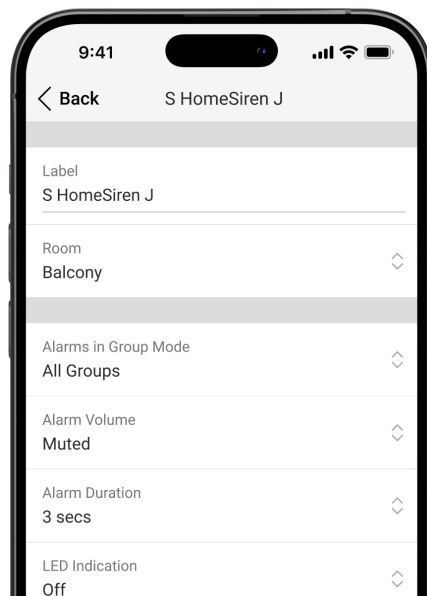 9:41
Back
S HomeSiren J
Label
S HomeSiren J
Room
Balcony
Alarms in Group Mode
All Groups
Alarm Volume
Muted
Alarm Duration
3 secs
LED Indication
Off